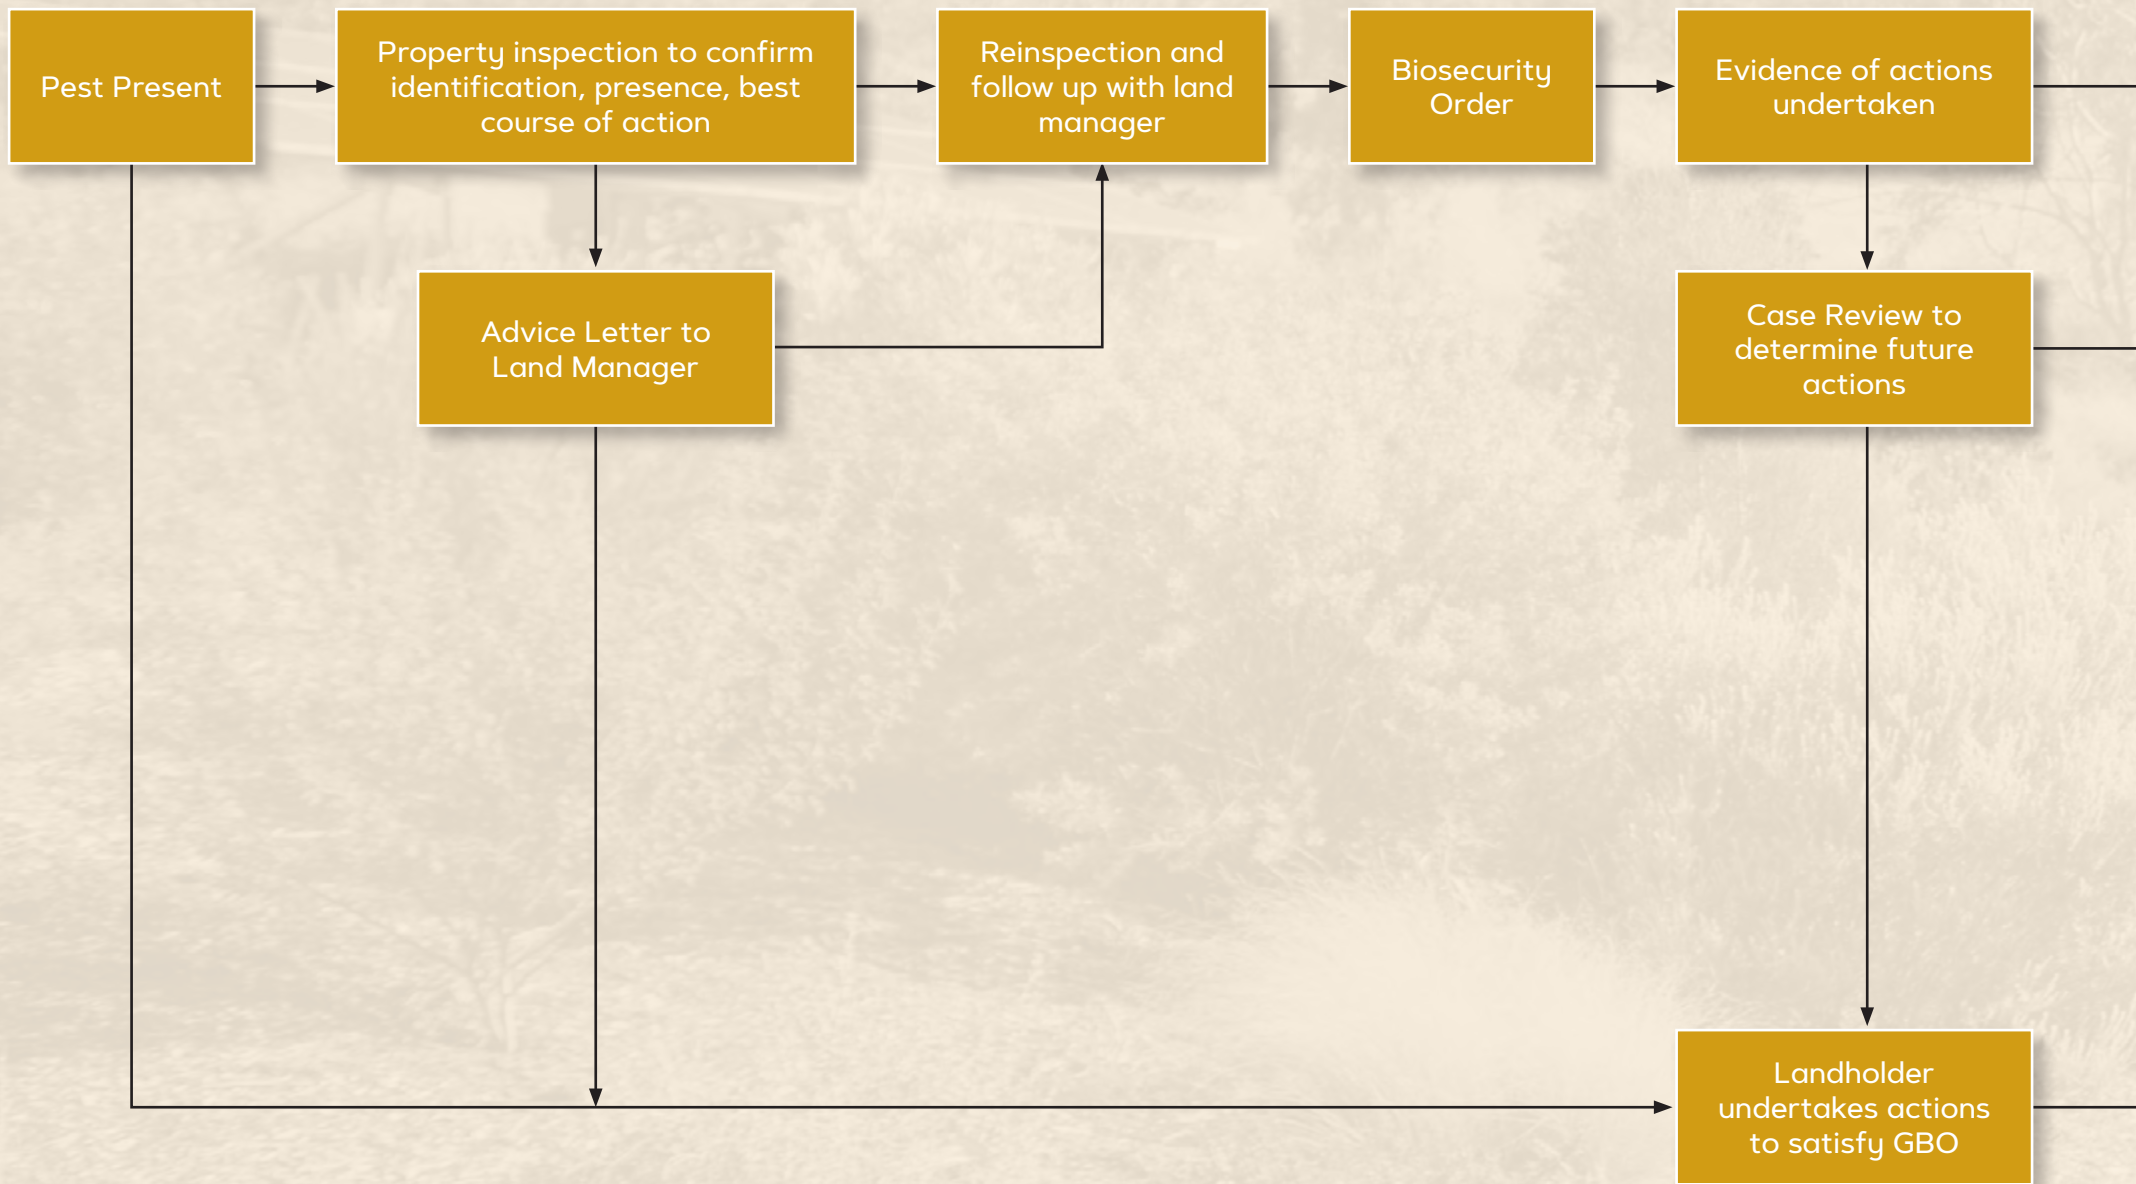 Pest Present
Property inspection to confirm
identification, presence, best
course of action
Reinspection and
follow up with land
manager
Biosecurity
Order
Evidence of actions
undertaken
Advice Letter to
Land Manager
Case Review to
determine future
actions
Landholder
undertakes actions
to satisfy GBO